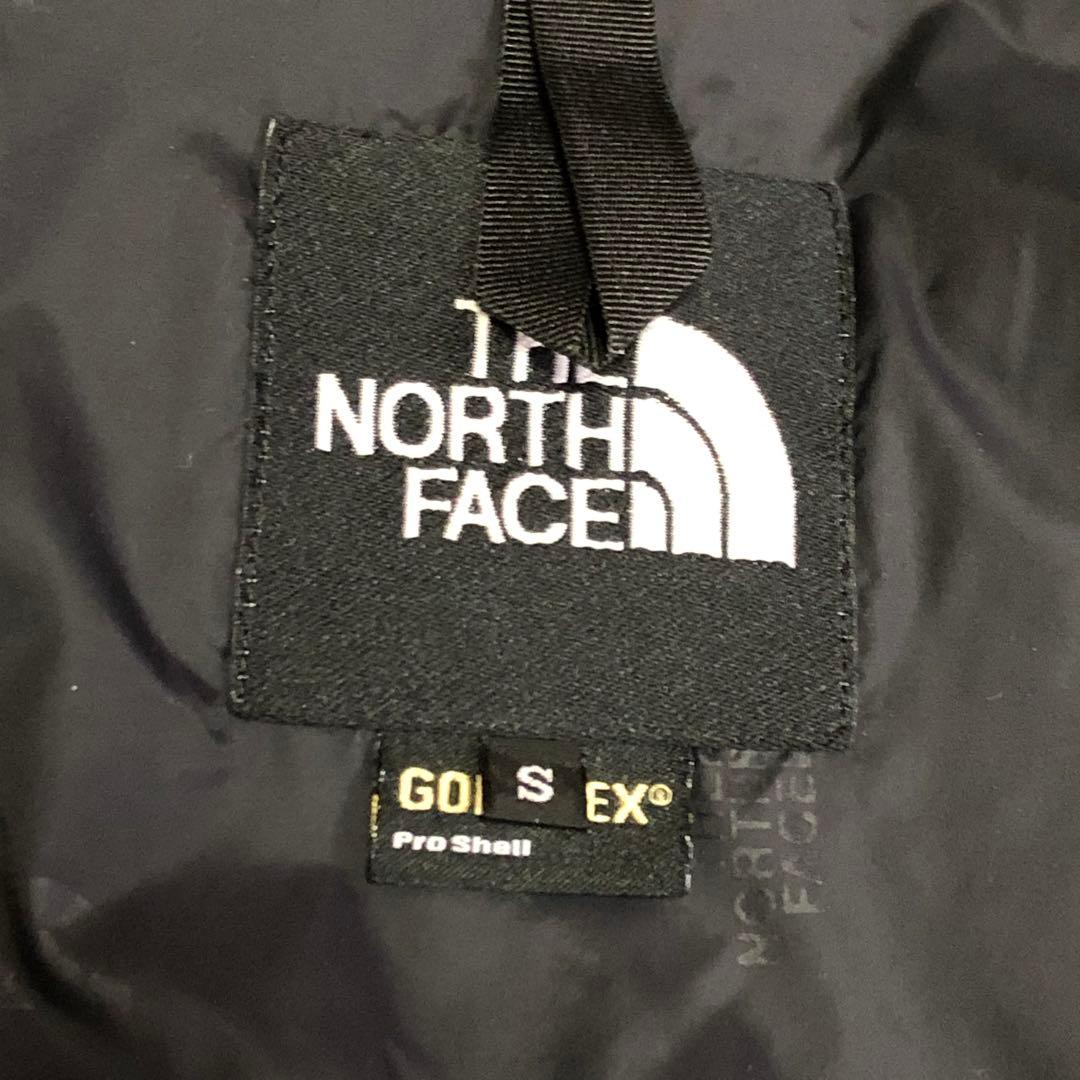 THE
NORTH
FACE
S
GO EX®
Pro Shell
NORTH
FACE